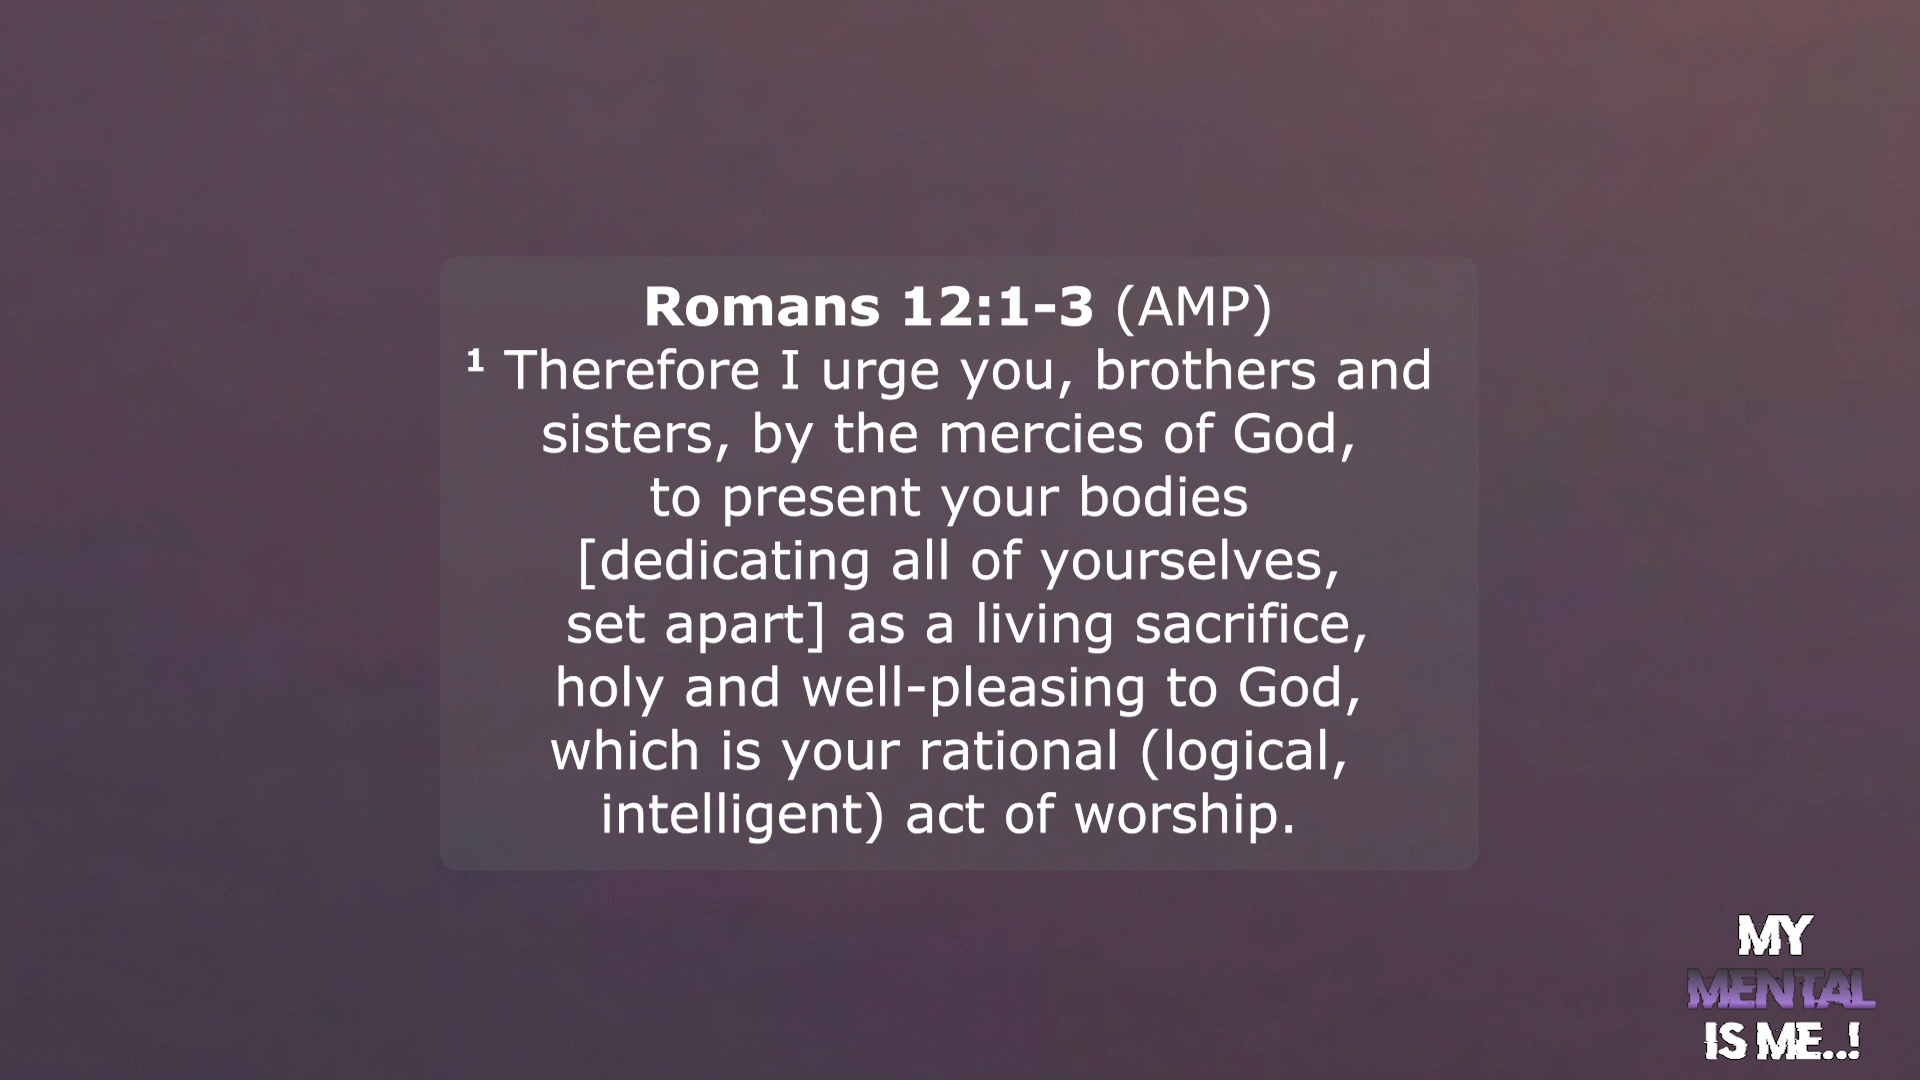 Romans 12:1-3 (AMP)
¹ Therefore I urge you, brothers and
sisters, by the mercies of God,
to present your bodies
[dedicating all of yourselves,
set apart] as a living sacrifice,
holy and well-pleasing to God,
which is your rational (logical,
intelligent) act of worship.
MY
MENTAL
IS ME..!